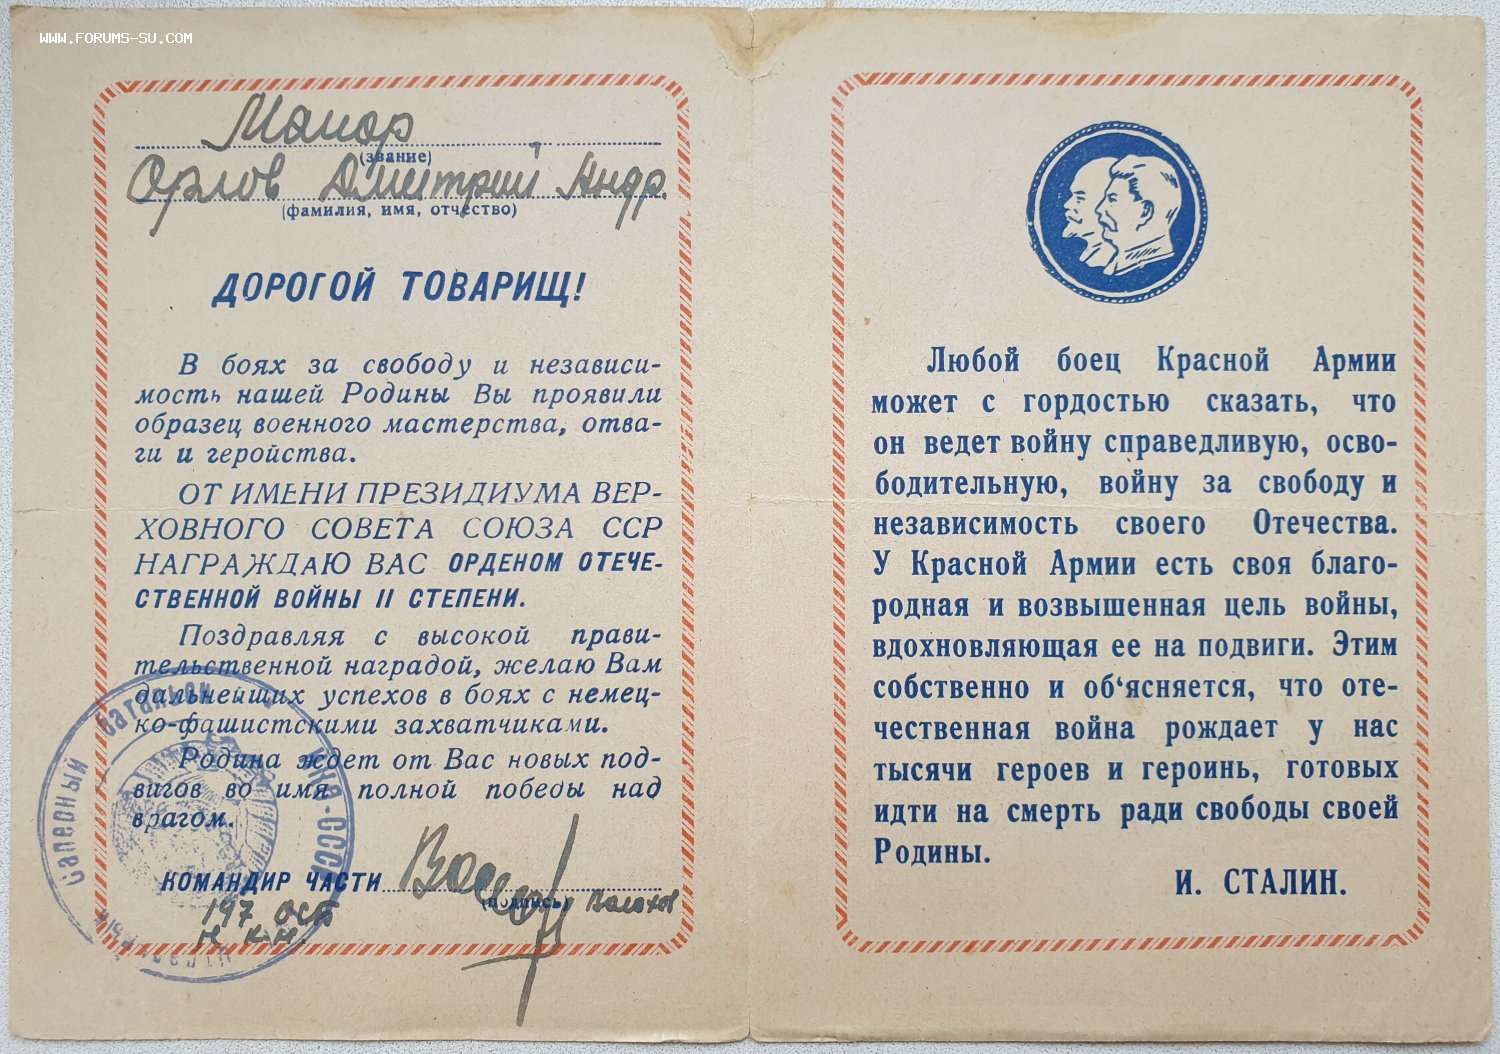 WWW.FORUMS-SU.COM
Маиор
(звание)
Орлов Дмитрий Андр.
(фамилия, имя, отчество)
ДОРОГОЙ ТОВАРИЩ!
В боях за свободу и независи-
мость нашей Родины Вы проявили
образец военного мастерства, отва-
ги и геройства.
ОТ ИМЕНИ ПРЕЗИДИУМА ВЕР-
ХОВНОГО СОВЕТА СОЮЗА ССР
НАГРАЖДАЮ ВАС ОРДЕНОМ ОТЕЧЕ-
СТВЕННОЙ ВОЙНЫ II СТЕПЕНИ.
Поздравляя с высокой прави-
тельственной наградой, желаю Вам
дальнейших успехов в боях с немец-
ко-фашистскими захватчиками.
Родина ждет от Вас новых под-
вигов во имя полной победы над
врагом.
КОМАНДИР ЧАСТИ
(подпись)
197
Саперный батальон
НКО-СССР
Любой боец Красной Армии
может с гордостью сказать, что
он ведет войну справедливую, осво-
бодительную, войну за свободу и
независимость своего Отечества.
У Красной Армии есть своя благо-
родная и возвышенная цель войны,
вдохновляющая ее на подвиги. Этим
собственно и об‘ясняется, что оте-
чественная война рождает у нас
тысячи героев и героинь, готовых
идти на смерть ради свободы своей
Родины.
И. СТАЛИН.